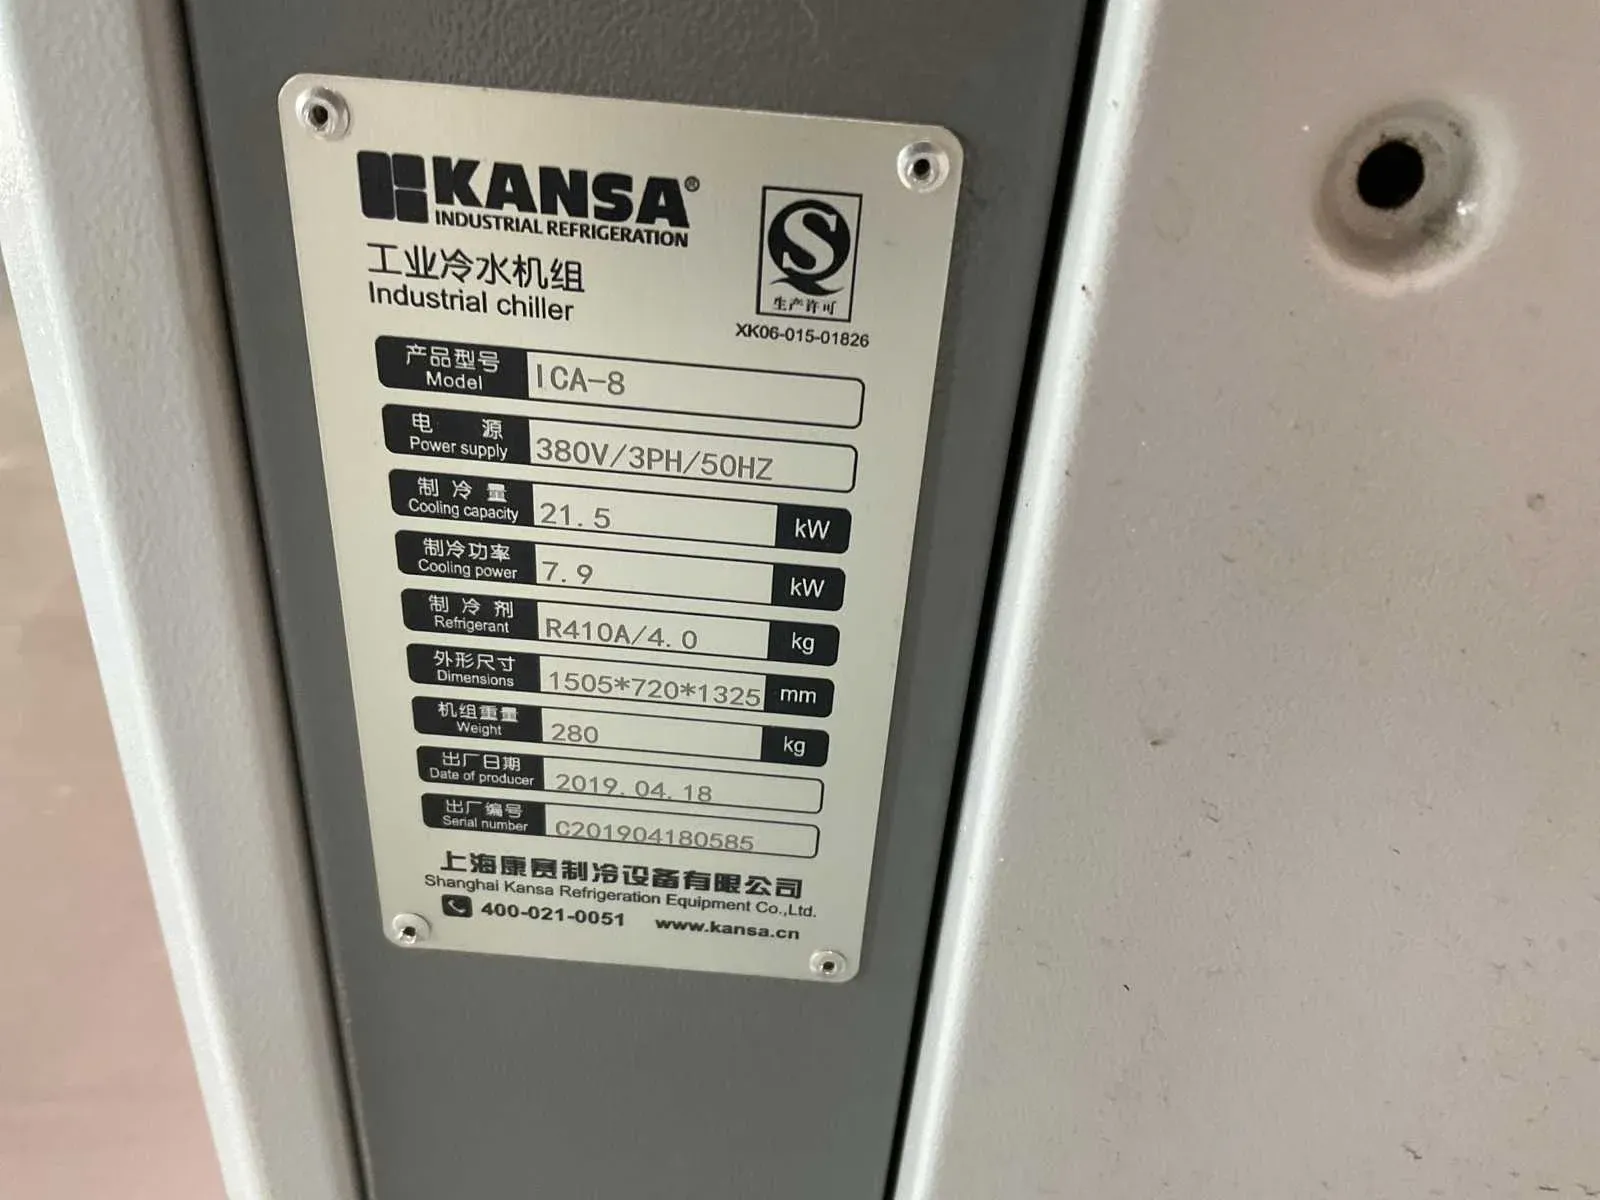 KANSA®
INDUSTRIAL REFRIGERATION
工业冷水机组
Industrial chiller
S
生产许可
XK06-015-01826
产品型号
Model
ICA-8
电 源
Power supply
380V/3PH/50HZ
制冷量
Cooling capacity
21.5
kW
制冷功率
Cooling power
7.9
kW
制冷剂
Refrigerant
R410A/4.0
kg
外形尺寸
Dimensions
1505*720*1325
mm
机组重量
Weight
280
kg
出厂日期
Date of producer
2019.04.18
出厂编号
Serial number
C201904180585
上海康赛制冷设备有限公司
Shanghai Kansa Refrigeration Equipment Co.,Ltd.
400-021-0051 www.kansa.cn